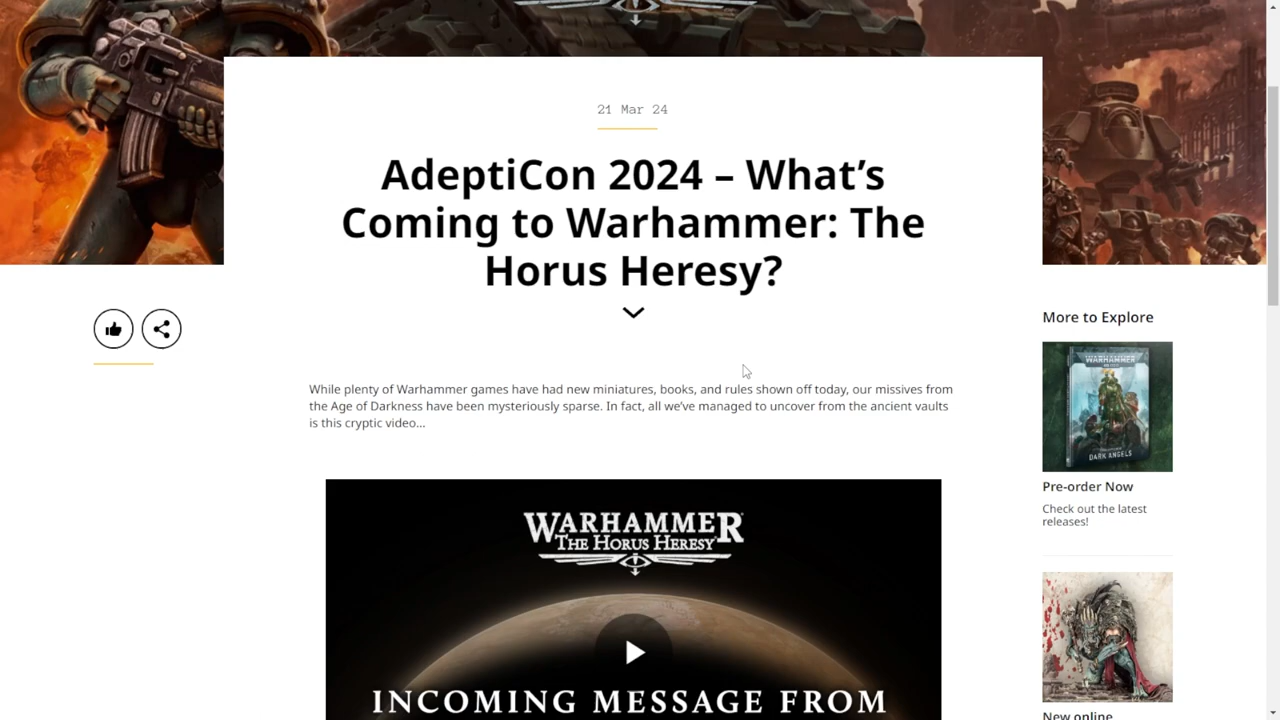 21 Mar 24
AdeptiCon 2024 – What’s
Coming to Warhammer: The
Horus Heresy?
While plenty of Warhammer games have had new miniatures, books, and rules shown off today, our missives from
the Age of Darkness have been mysteriously sparse. In fact, all we’ve managed to uncover from the ancient vaults
is this cryptic video...
WARHAMMER
THE HORUS HERESY
INCOMING MESSAGE FROM
More to Explore
WARHAMMER
DARK ANGELS
Pre-order Now
Check out the latest
releases!
New online